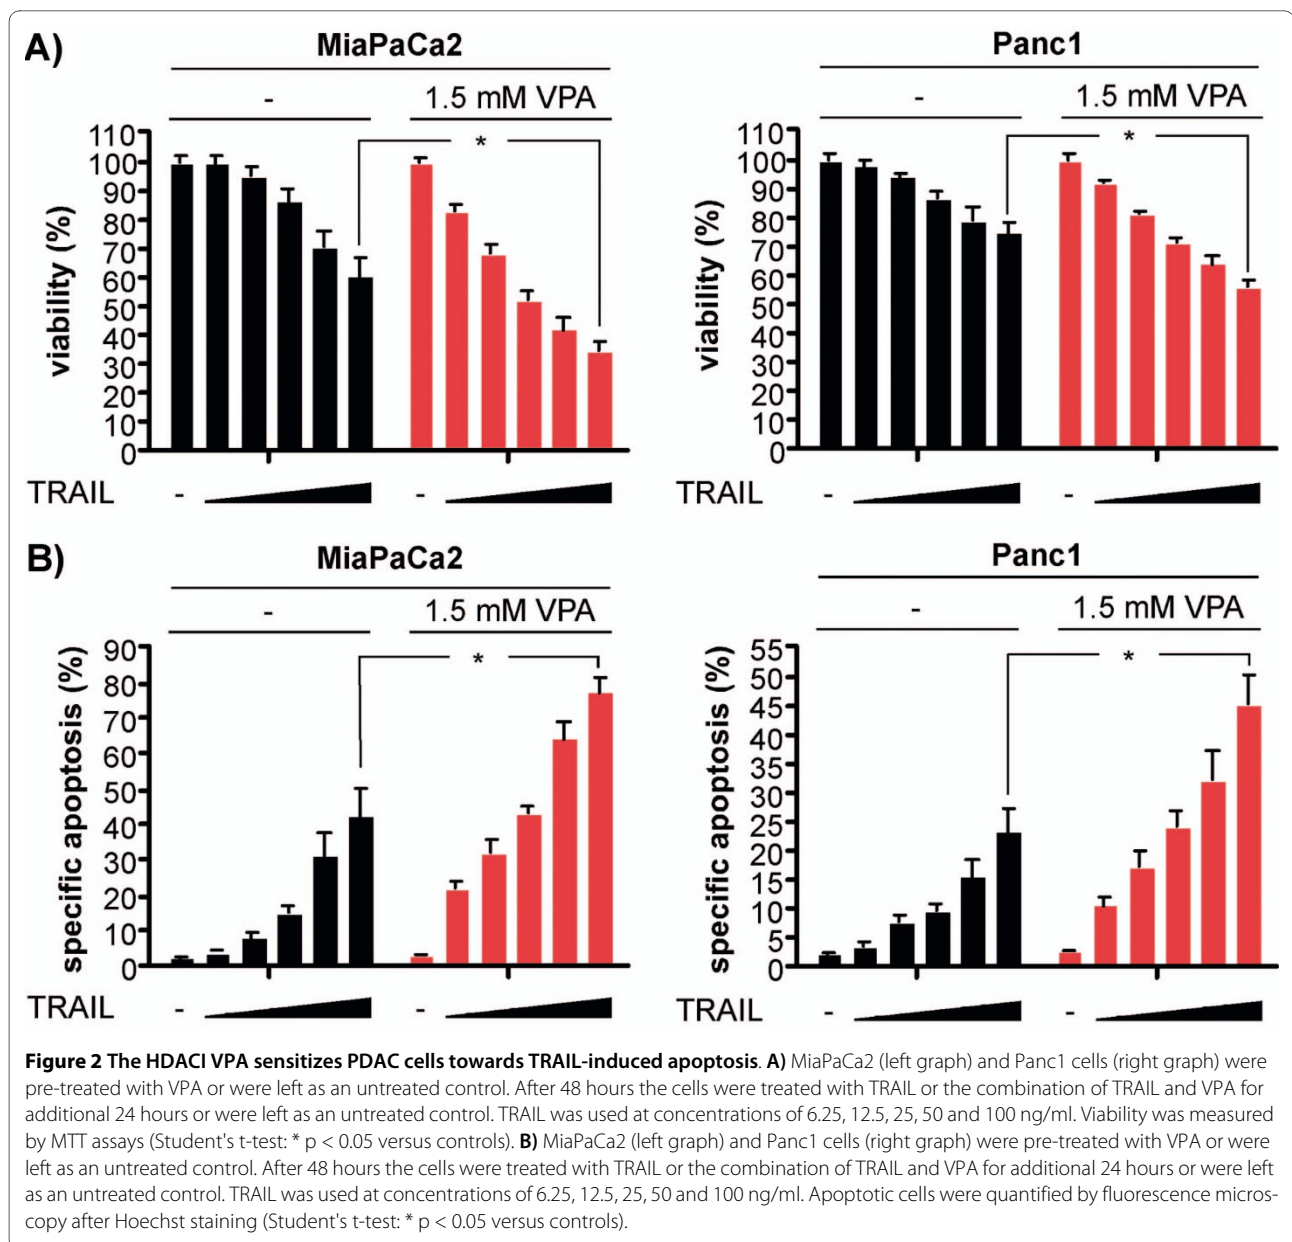 A)
MiaPaCa2
-
1.5 mM VPA
*
viability (%)
110
100
90
80
70
60
50
40
30
20
10
0
TRAIL - -
Panc1
-
1.5 mM VPA
*
viability (%)
110
100
90
80
70
60
50
40
30
20
10
0
TRAIL - -
B)
MiaPaCa2
-
1.5 mM VPA
*
specific apoptosis (%)
90
80
70
60
50
40
30
20
10
0
TRAIL - -
Panc1
-
1.5 mM VPA
*
specific apoptosis (%)
55
50
45
40
35
30
25
20
15
10
5
0
TRAIL - -
Figure 2 The HDACI VPA sensitizes PDAC cells towards TRAIL-induced apoptosis. A) MiaPaCa2 (left graph) and Panc1 cells (right graph) were
pre-treated with VPA or were left as an untreated control. After 48 hours the cells were treated with TRAIL or the combination of TRAIL and VPA for
additional 24 hours or were left as an untreated control. TRAIL was used at concentrations of 6.25, 12.5, 25, 50 and 100 ng/ml. Viability was measured
by MTT assays (Student's t-test: * p < 0.05 versus controls). B) MiaPaCa2 (left graph) and Panc1 cells (right graph) were pre-treated with VPA or were
left as an untreated control. After 48 hours the cells were treated with TRAIL or the combination of TRAIL and VPA for additional 24 hours or were left
as an untreated control. TRAIL was used at concentrations of 6.25, 12.5, 25, 50 and 100 ng/ml. Apoptotic cells were quantified by fluorescence micros-
copy after Hoechst staining (Student's t-test: * p < 0.05 versus controls).